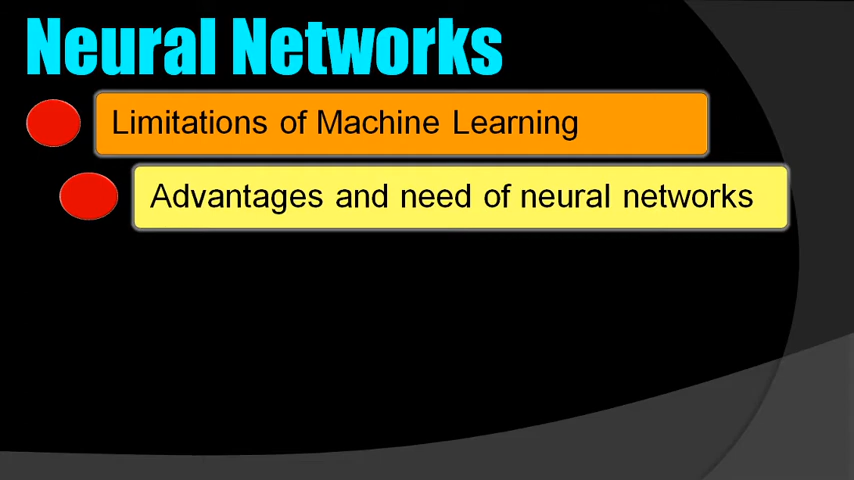 Neural Networks
Limitations of Machine Learning
Advantages and need of neural networks